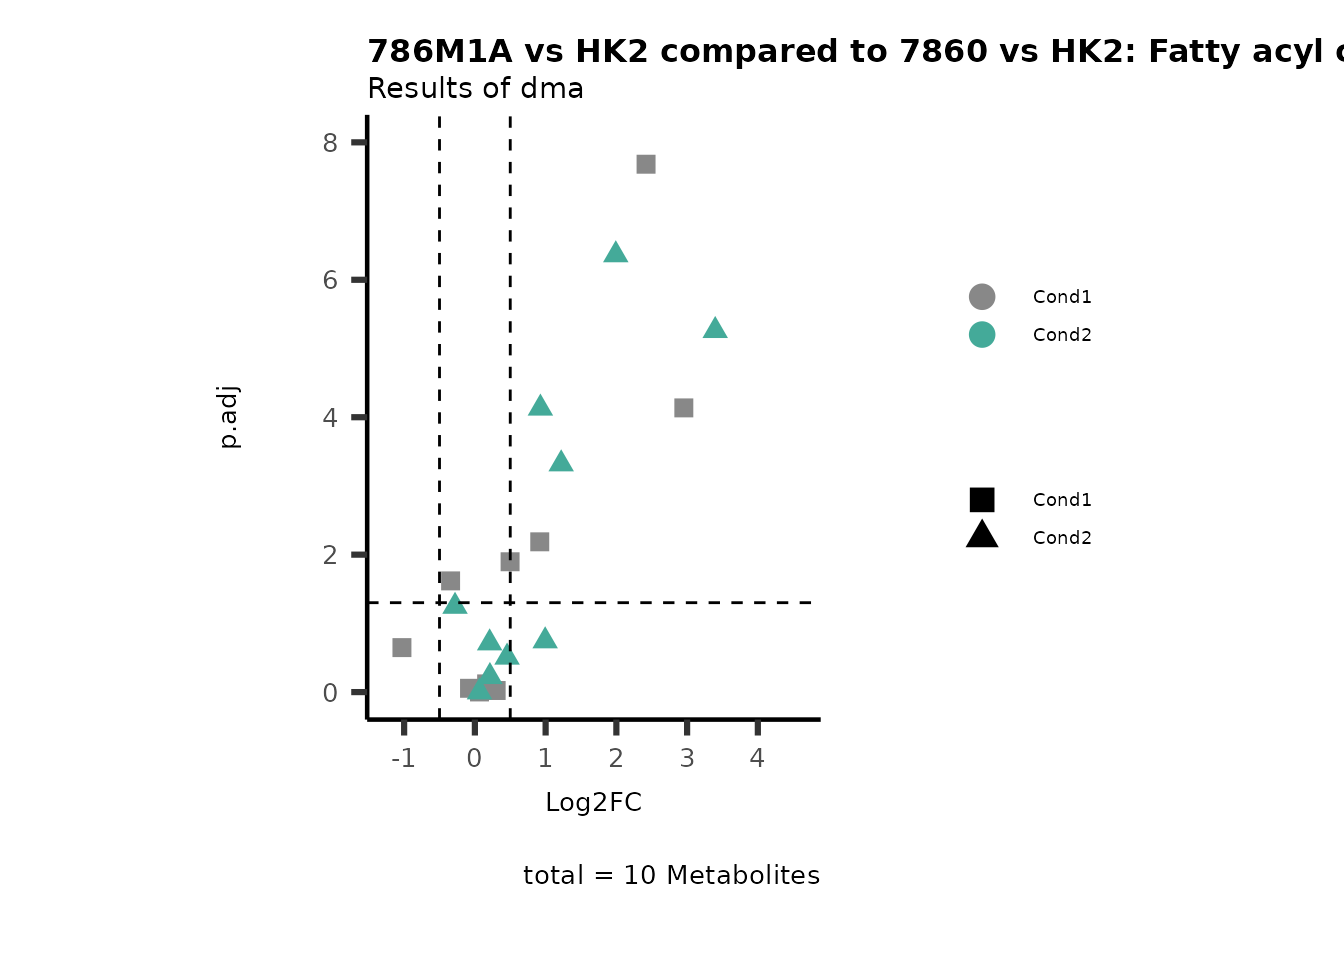 786M1A vs HK2 compared to 7860 vs HK2: Fatty acyl
Results of dma
8
6
4
2
0
p.adj
-1 0 1 2 3 4
Log2FC
total = 10 Metabolites
Cond1
Cond2
Cond1
Cond2